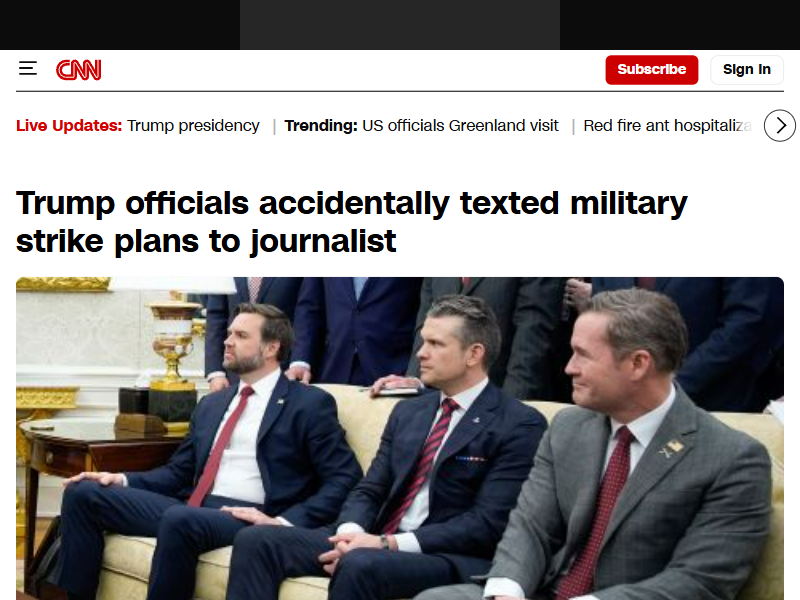 CNN
Subscribe
Sign in
Live Updates: Trump presidency | Trending: US officials Greenland visit | Red fire ant
Trump officials accidentally texted military
strike plans to journalist